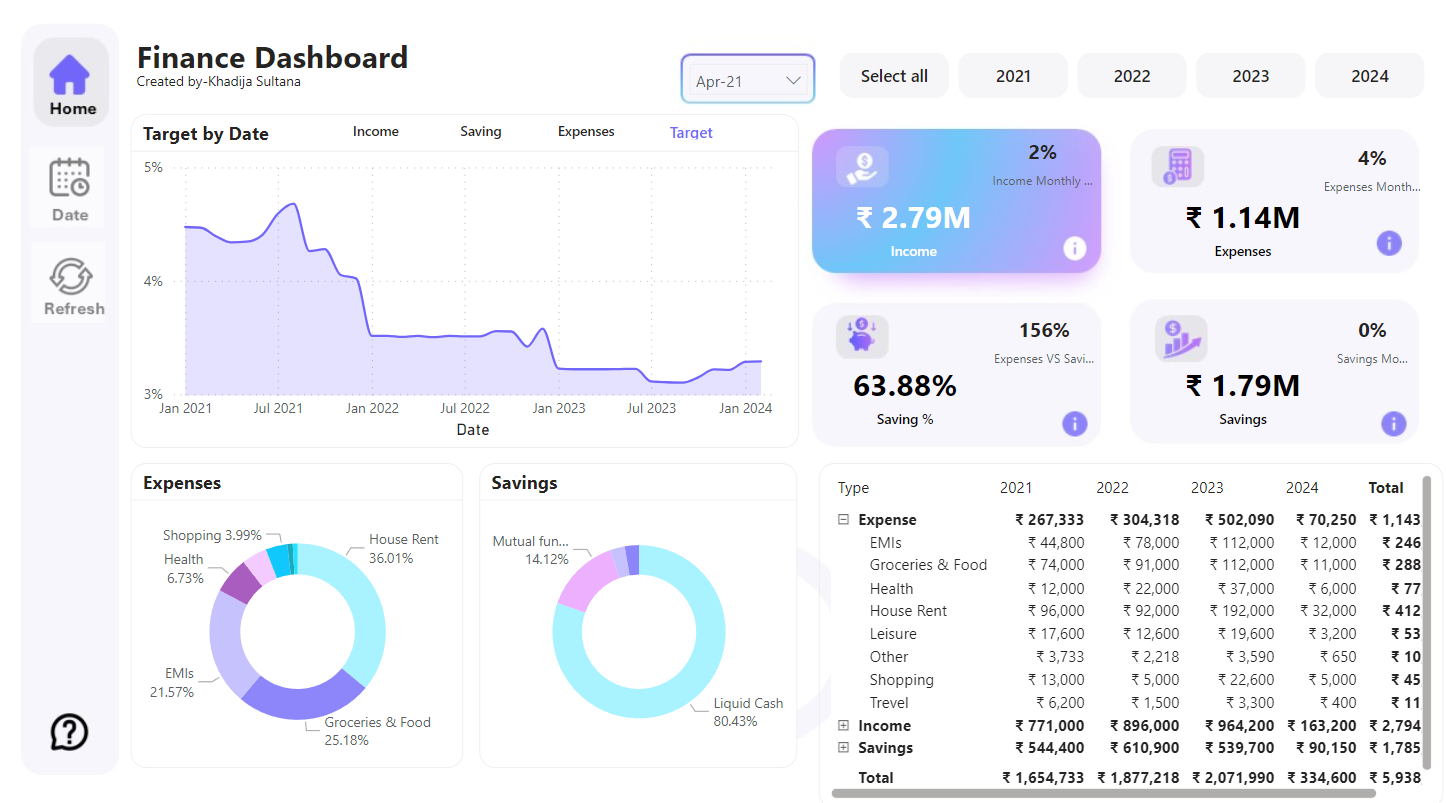 Finance Dashboard
Created by-Khadija Sultana
Home
Date
Refresh
Apr-21
Select all
2021
2022
2023
2024
Target by Date
Income
Saving
Expenses
Target
5%
4%
3%
Jan 2021
Jul 2021
Jan 2022
Jul 2022
Jan 2023
Jul 2023
Jan 2024
Date
2%
Income Monthly ...
₹ 2.79M
Income
4%
Expenses Month...
₹ 1.14M
Expenses
156%
Expenses VS Savi...
63.88%
Saving %
0%
Savings Mo...
₹ 1.79M
Savings
Expenses
Shopping 3.99%
Health
6.73%
EMIs
21.57%
House Rent
36.01%
Groceries & Food
25.18%
Savings
Mutual fun...
14.12%
Liquid Cash
80.43%
Type 2021 2022 2023 2024 Total
Expense ₹ 267,333 ₹ 304,318 ₹ 502,090 ₹ 70,250 ₹ 1,143
EMIs ₹ 44,800 ₹ 78,000 ₹ 112,000 ₹ 12,000 ₹ 246
Groceries & Food ₹ 74,000 ₹ 91,000 ₹ 112,000 ₹ 11,000 ₹ 288
Health ₹ 12,000 ₹ 22,000 ₹ 37,000 ₹ 6,000 ₹ 77
House Rent ₹ 96,000 ₹ 92,000 ₹ 192,000 ₹ 32,000 ₹ 412
Leisure ₹ 17,600 ₹ 12,600 ₹ 19,600 ₹ 3,200 ₹ 53
Other ₹ 3,733 ₹ 2,218 ₹ 3,590 ₹ 650 ₹ 10
Shopping ₹ 13,000 ₹ 5,000 ₹ 22,600 ₹ 5,000 ₹ 45
Trevel ₹ 6,200 ₹ 1,500 ₹ 3,300 ₹ 400 ₹ 11
Income ₹ 771,000 ₹ 896,000 ₹ 964,200 ₹ 163,200 ₹ 2,794
Savings ₹ 544,400 ₹ 610,900 ₹ 539,700 ₹ 90,150 ₹ 1,785
Total ₹ 1,654,733 ₹ 1,877,218 ₹ 2,071,990 ₹ 334,600 ₹ 5,938